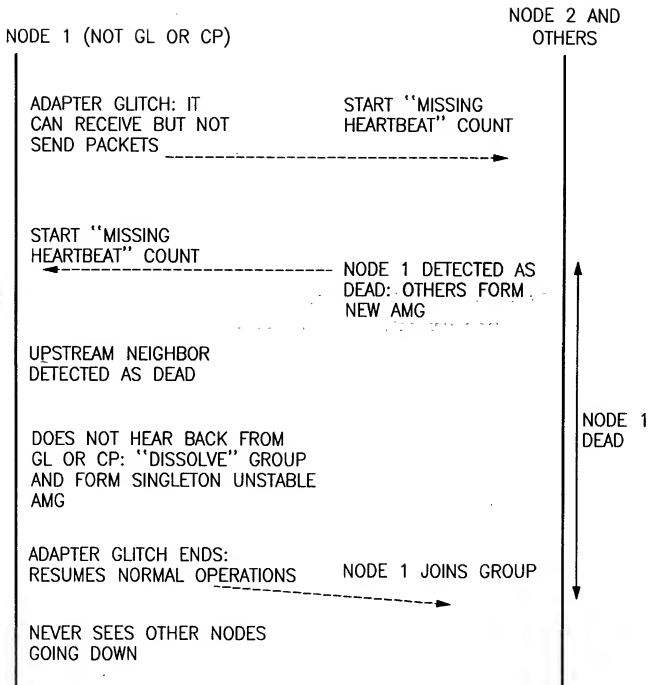 NODE 1 (NOT GL OR CP)
NODE 2 AND
OTHERS
ADAPTER GLITCH: IT
CAN RECEIVE BUT NOT
SEND PACKETS
START ``MISSING
HEARTBEAT'' COUNT
START ``MISSING
HEARTBEAT'' COUNT
NODE 1 DETECTED AS
DEAD: OTHERS FORM
NEW AMG
UPSTREAM NEIGHBOR
DETECTED AS DEAD
NODE 1
DEAD
DOES NOT HEAR BACK FROM
GL OR CP: ``DISSOLVE'' GROUP
AND FORM SINGLETON UNSTABLE
AMG
ADAPTER GLITCH ENDS:
RESUMES NORMAL OPERATIONS
NODE 1 JOINS GROUP
NEVER SEES OTHER NODES
GOING DOWN